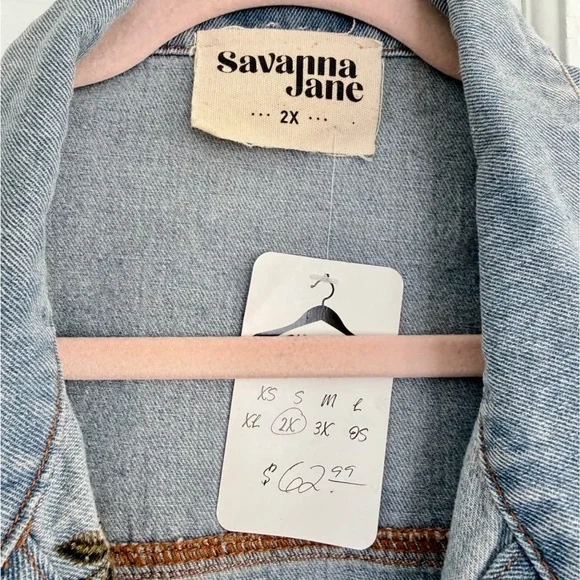 Savanna
Jane
··· 2X ···
XS S M L
XL 2X 3X OS
$62.99